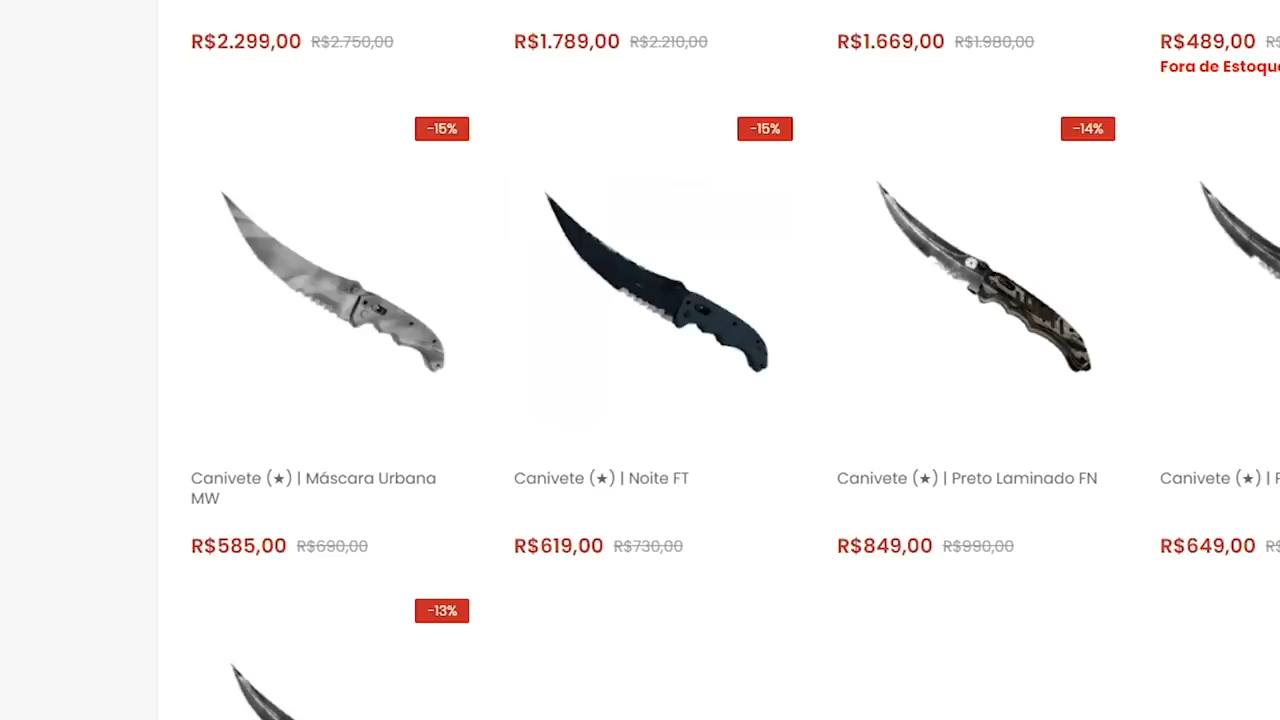 R$2.299,00 R$2.750,00
R$1.789,00 R$2.210,00
R$1.669,00 R$1.980,00
R$489,00
Fora de Estoque
-15%
-15%
-14%
Canivete (★) | Máscara Urbana
MW
Canivete (★) | Noite FT
Canivete (★) | Preto Laminado FN
Canivete (★) |
R$585,00 R$690,00
R$619,00 R$730,00
R$849,00 R$990,00
R$649,00
-13%